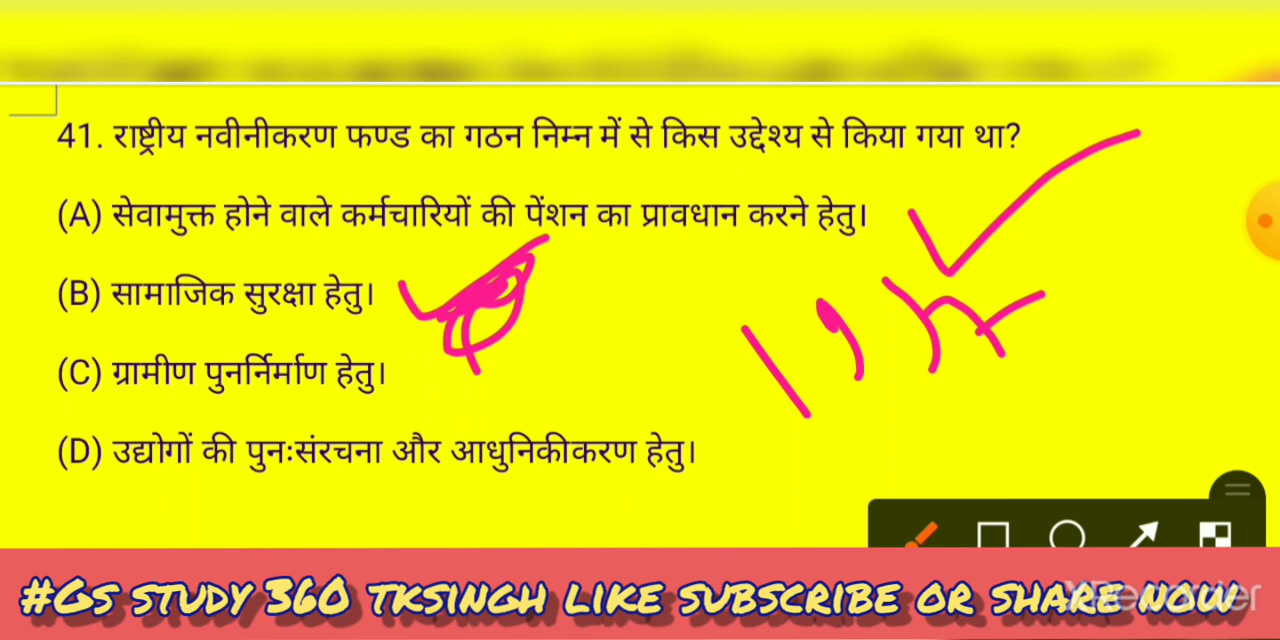 41. राष्ट्रीय नवीनीकरण फण्ड का गठन निम्न में से किस उद्देश्य से किया गया था?
(A) सेवामुक्त होने वाले कर्मचारियों की पेंशन का प्रावधान करने हेतु।
(B) सामाजिक सुरक्षा हेतु।
(C) ग्रामीण पुनर्निर्माण हेतु।
(D) उद्योगों की पुनःसंरचना और आधुनिकीकरण हेतु।
#GS STUDY 360 TKSINGH LIKE SUBSCRIBE OR SHARE NOW
XRecorder